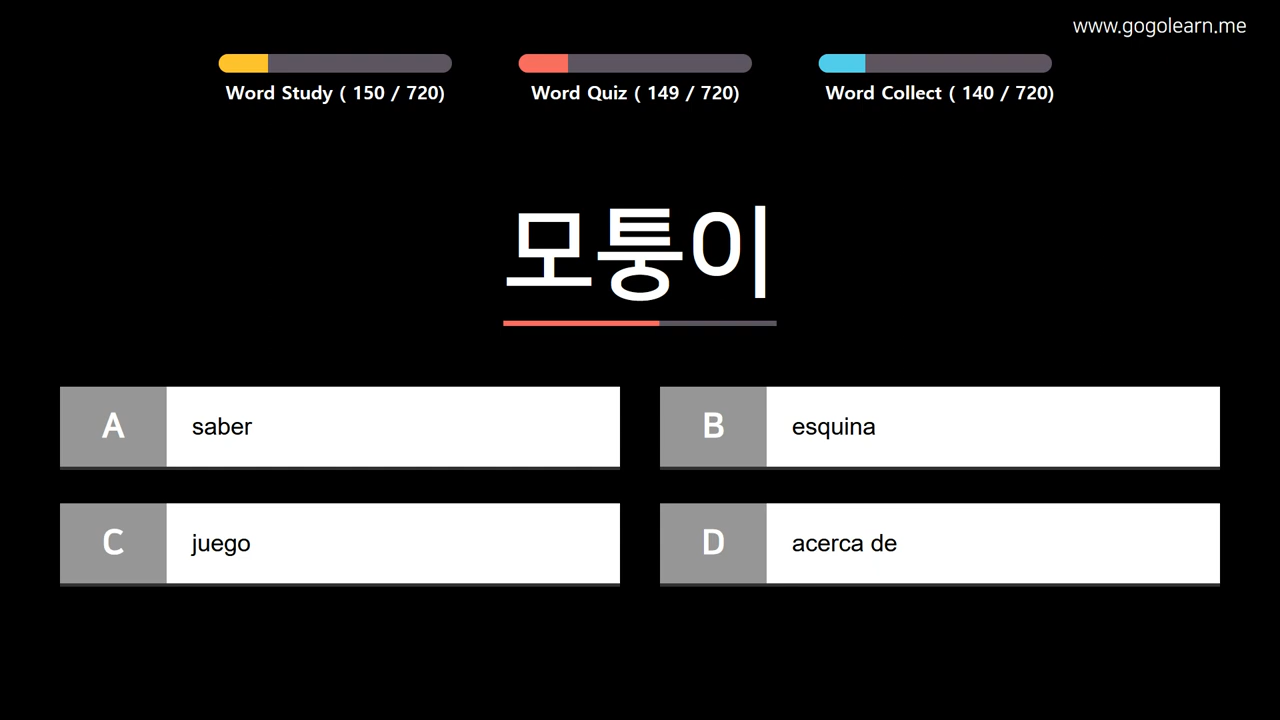 www.gogolearn.me
Word Study ( 150 / 720)
Word Quiz ( 149 / 720)
Word Collect ( 140 / 720)
모퉁이
A
saber
B
esquina
C
juego
D
acerca de